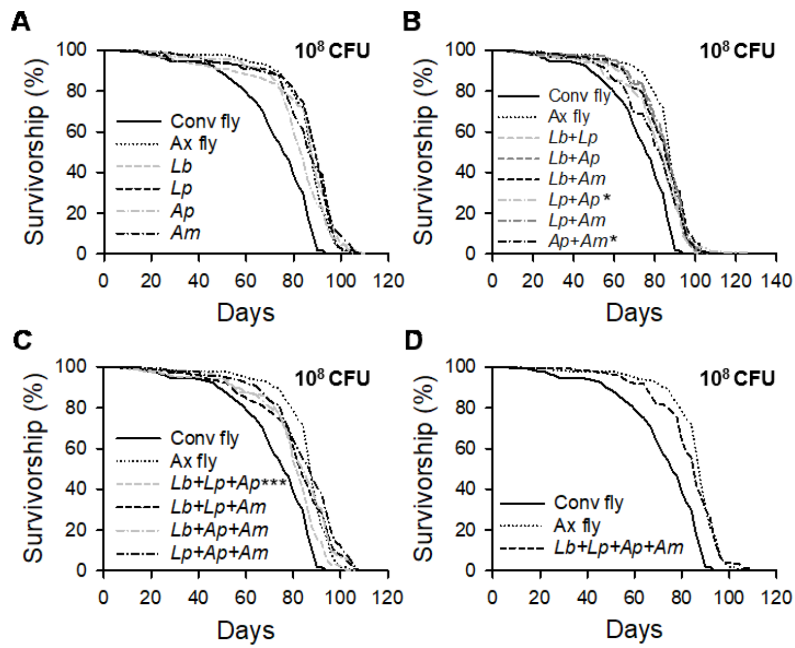 A
10⁸ CFU
Survivorship (%)
100
80
60
40
20
0
Conv fly
Ax fly
Lb
Lp
Ap
Am
0 20 40 60 80 100 120
Days
B
10⁸ CFU
Survivorship (%)
100
80
60
40
20
0
Conv fly
Ax fly
Lb+Lp
Lb+Ap
Lb+Am
Lp+Ap*
Lp+Am
Ap+Am*
0 20 40 60 80 100 120 140
Days
C
10⁸ CFU
Survivorship (%)
100
80
60
40
20
0
Conv fly
Ax fly
Lb+Lp+Ap***
Lb+Lp+Am
Lb+Ap+Am
Lp+Ap+Am
0 20 40 60 80 100 120
Days
D
10⁸ CFU
Survivorship (%)
100
80
60
40
20
0
Conv fly
Ax fly
Lb+Lp+Ap+Am
0 20 40 60 80 100 120
Days